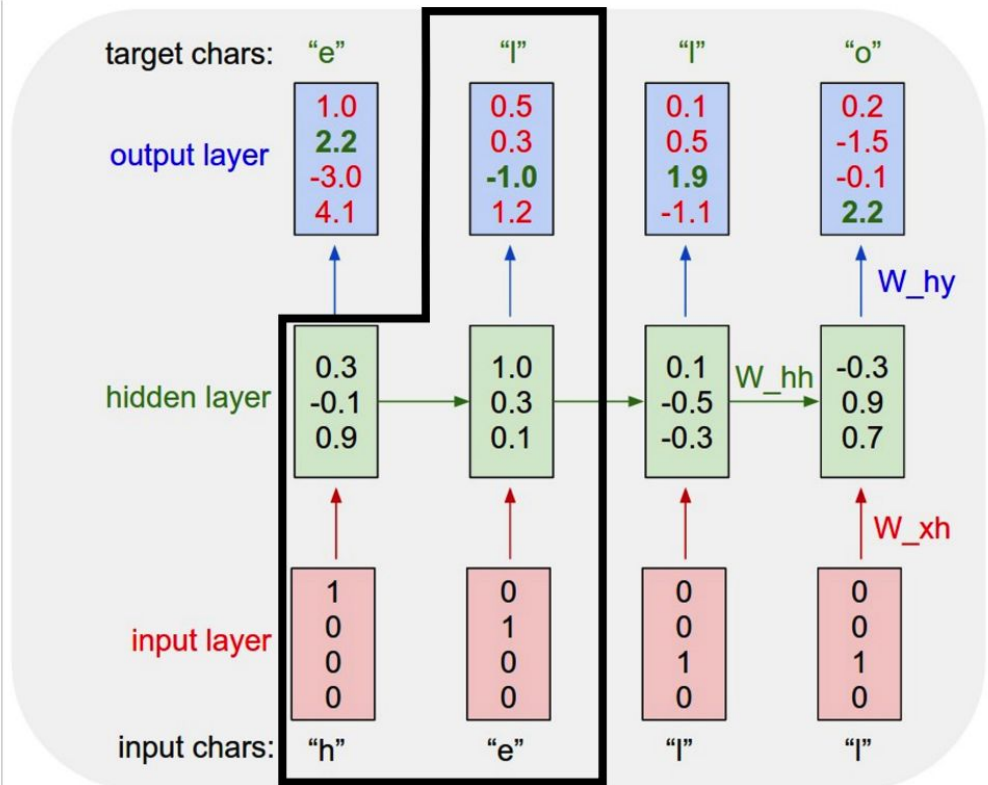 target chars: “e” “l” “l” “o”
output layer
1.0 0.5 0.1 0.2
2.2 0.3 0.5 -1.5
-3.0 -1.0 1.9 -0.1
4.1 1.2 -1.1 2.2
W_hy
hidden layer
0.3 1.0 0.1 -0.3
-0.1 0.3 -0.5 0.9
0.9 0.1 -0.3 0.7
W_hh
W_xh
input layer
1 0 0 0
0 1 0 0
0 0 1 1
0 0 0 0
input chars: “h” “e” “l” “l”